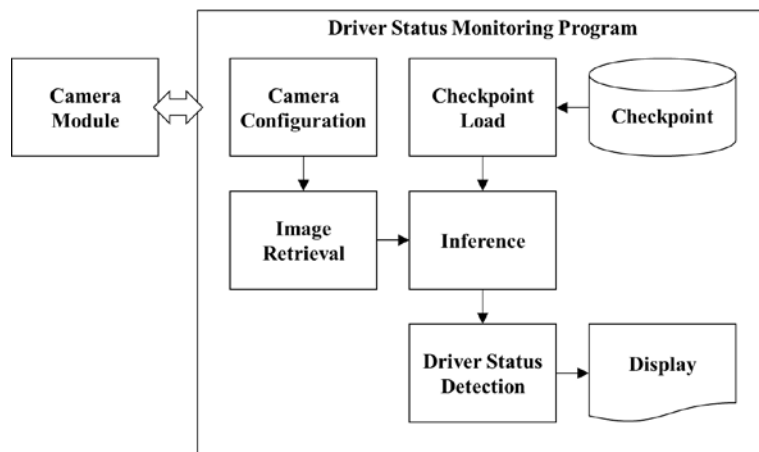 Driver Status Monitoring Program
Camera
Module
Camera
Configuration
Checkpoint
Load
Checkpoint
Image
Retrieval
Inference
Driver Status
Detection
Display